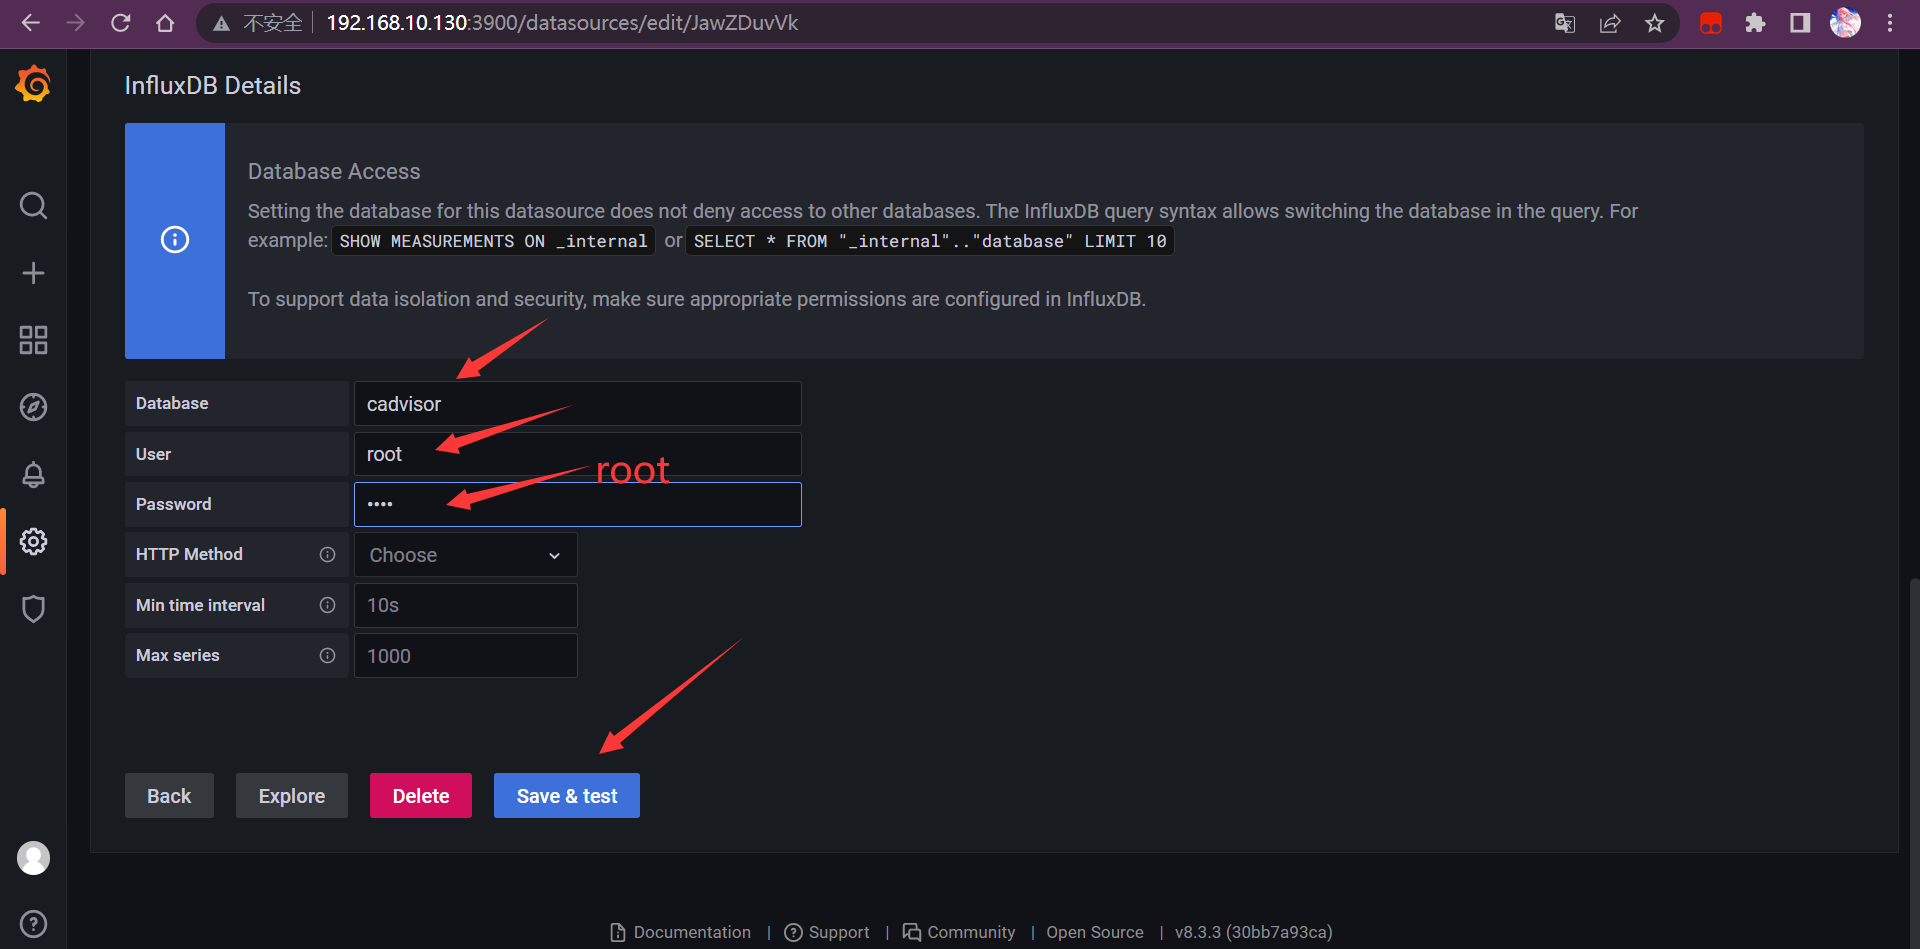 不安全 192.168.10.130:3900/datasources/edit/JawZDuvVk
InfluxDB Details
Database Access
Setting the database for this datasource does not deny access to other databases. The InfluxDB query syntax allows switching the database in the query. For
example: SHOW MEASUREMENTS ON _internal or SELECT * FROM "_internal".."database" LIMIT 10
To support data isolation and security, make sure appropriate permissions are configured in InfluxDB.
Database cadvisor
User root
root
Password ••••
HTTP Method Choose
Min time interval 10s
Max series 1000
Back Explore Delete Save & test
Documentation | Support | Community | Open Source | v8.3.3 (30bb7a93ca)